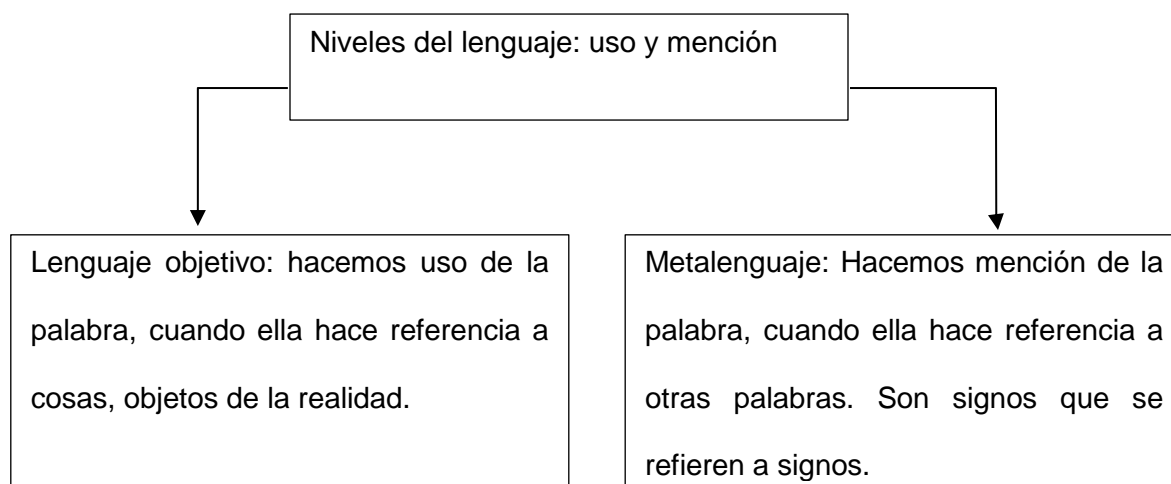 Niveles del lenguaje: uso y mención
Lenguaje objetivo: hacemos uso de la
palabra, cuando ella hace referencia a
cosas, objetos de la realidad.
Metalenguaje: Hacemos mención de la
palabra, cuando ella hace referencia a
otras palabras. Son signos que se
refieren a signos.